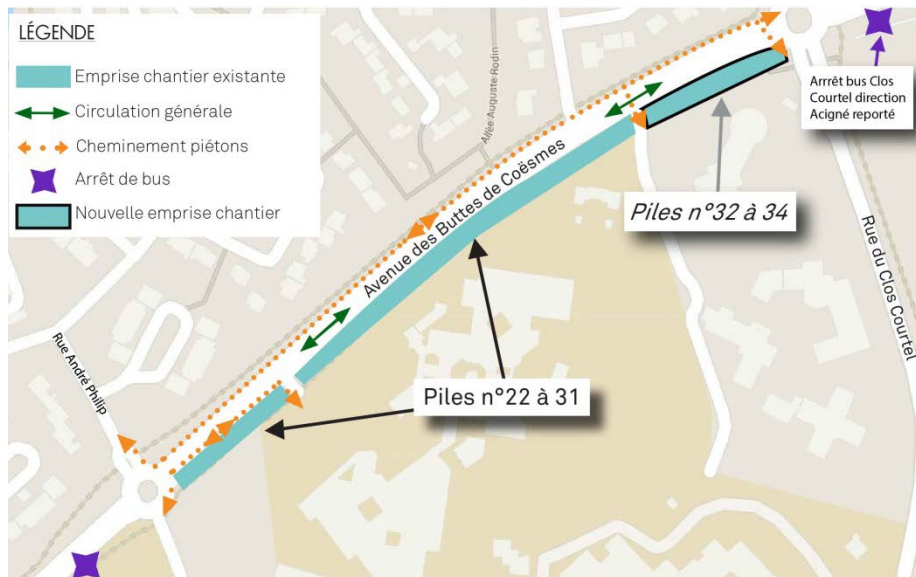 LÉGENDE
Emprise chantier existante
Circulation générale
Cheminement piétons
Arrêt de bus
Nouvelle emprise chantier
Allée Auguste Rodin
Avenue des Buttes de Coësmes
Arrrêt bus Clos
Courtel direction
Acigné reporté
Piles n°32 à 34
Rue du Clos Courtel
Rue André Philip
Piles n°22 à 31